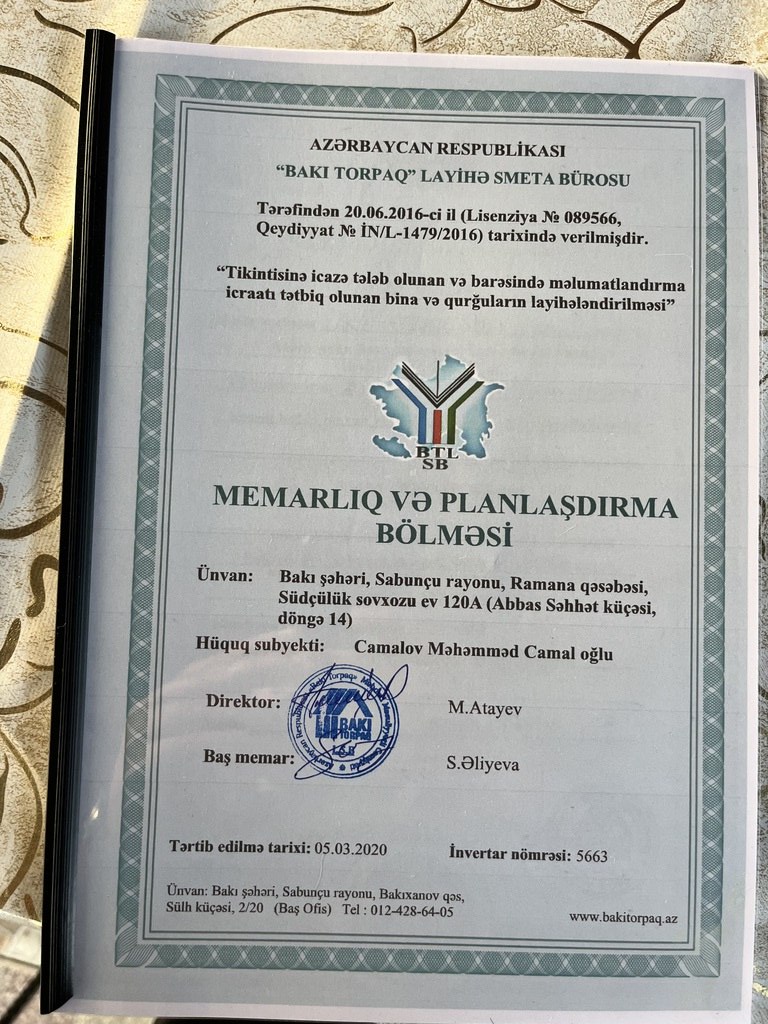 AZƏRBAYCAN RESPUBLİKASI
“BAKI TORPAQ” LAYİHƏ SMETA BÜROSU
Tərəfindən 20.06.2016-ci il (Lisenziya № 089566,
Qeydiyyat № İN/L-1479/2016) tarixində verilmişdir.
“Tikintisinə icazə tələb olunan və barəsində məlumatlandırma
icraatı tətbiq olunan bina və qurğuların layihələndirilməsi”
BTL
SB
MEMARLIQ VƏ PLANLAŞDIRMA
BÖLMƏSİ
Ünvan: Bakı şəhəri, Sabunçu rayonu, Ramana qəsəbəsi,
Südçülük sovxozu ev 120A (Abbas Səhhət küçəsi,
döngə 14)
Hüquq subyekti: Camalov Məhəmməd Camal oğlu
Direktor: M.Atayev
BAKI
TORPAQ
L.S.B
Baş memar: S.Əliyeva
Tərtib edilmə tarixi: 05.03.2020 İnvertar nömrəsi: 5663
Ünvan: Bakı şəhəri, Sabunçu rayonu, Bakıxanov qəs,
Sülh küçəsi, 2/20 (Baş Ofis) Tel : 012-428-64-05
www.bakitorpaq.az